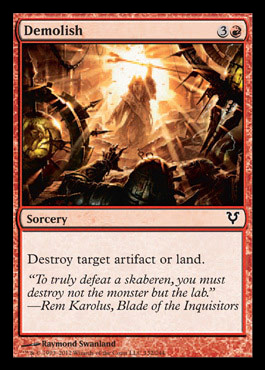 Demolish 3
Sorcery
Destroy target artifact or land.
“To truly defeat a skaberen, you must
destroy not the monster but the lab.”
—Rem Karolus, Blade of the Inquisitors
Raymond Swanland